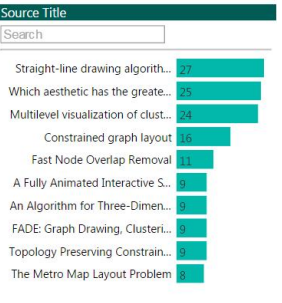 Source Title
Search
Straight-line drawing algorith... 27
Which aesthetic has the greate... 25
Multilevel visualization of clust... 24
Constrained graph layout 16
Fast Node Overlap Removal 11
A Fully Animated Interactive S... 9
An Algorithm for Three-Dimen... 9
FADE: Graph Drawing, Clusteri... 9
Topology Preserving Constrain... 9
The Metro Map Layout Problem 8